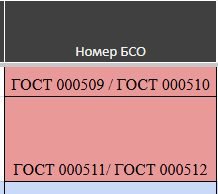 Номер БСО
ГОСТ 000509 / ГОСТ 000510
ГОСТ 000511/ ГОСТ 000512